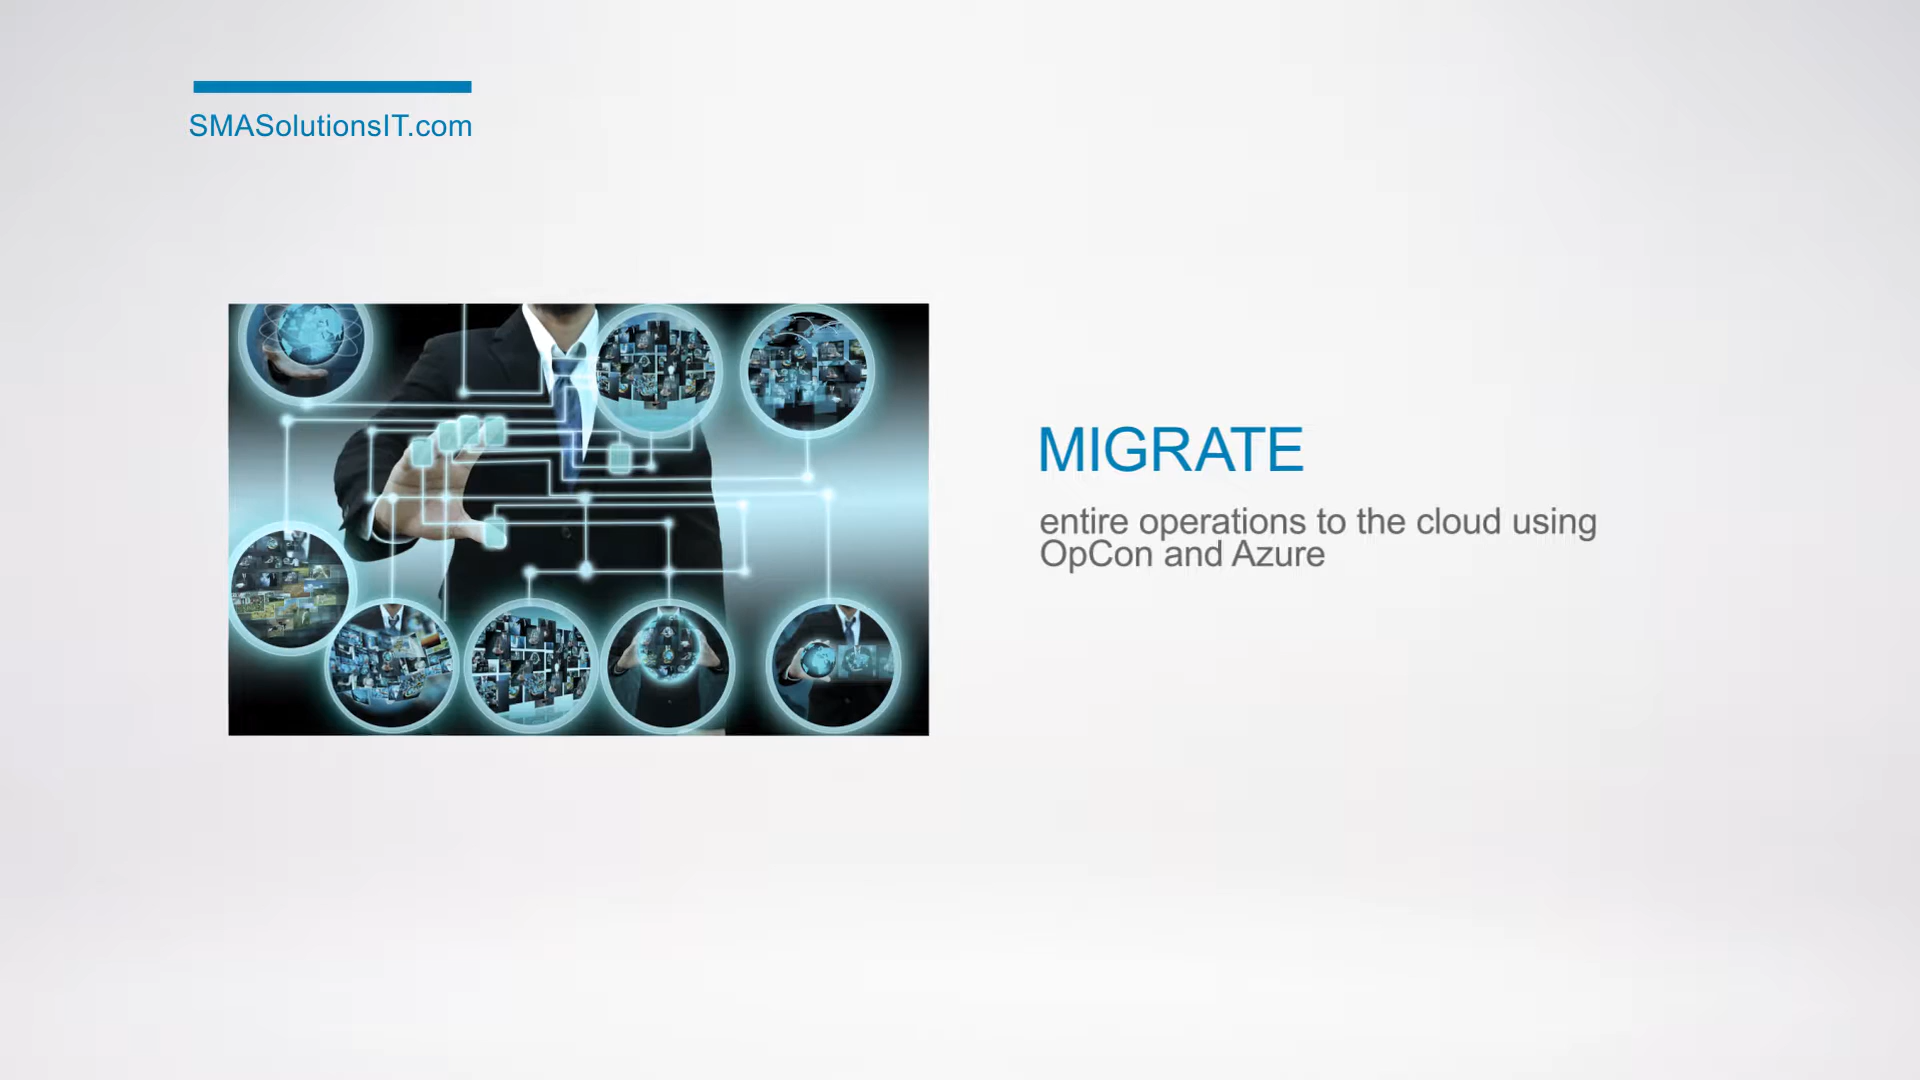 SMASolutionsIT.com
MIGRATE
entire operations to the cloud using
OpCon and Azure